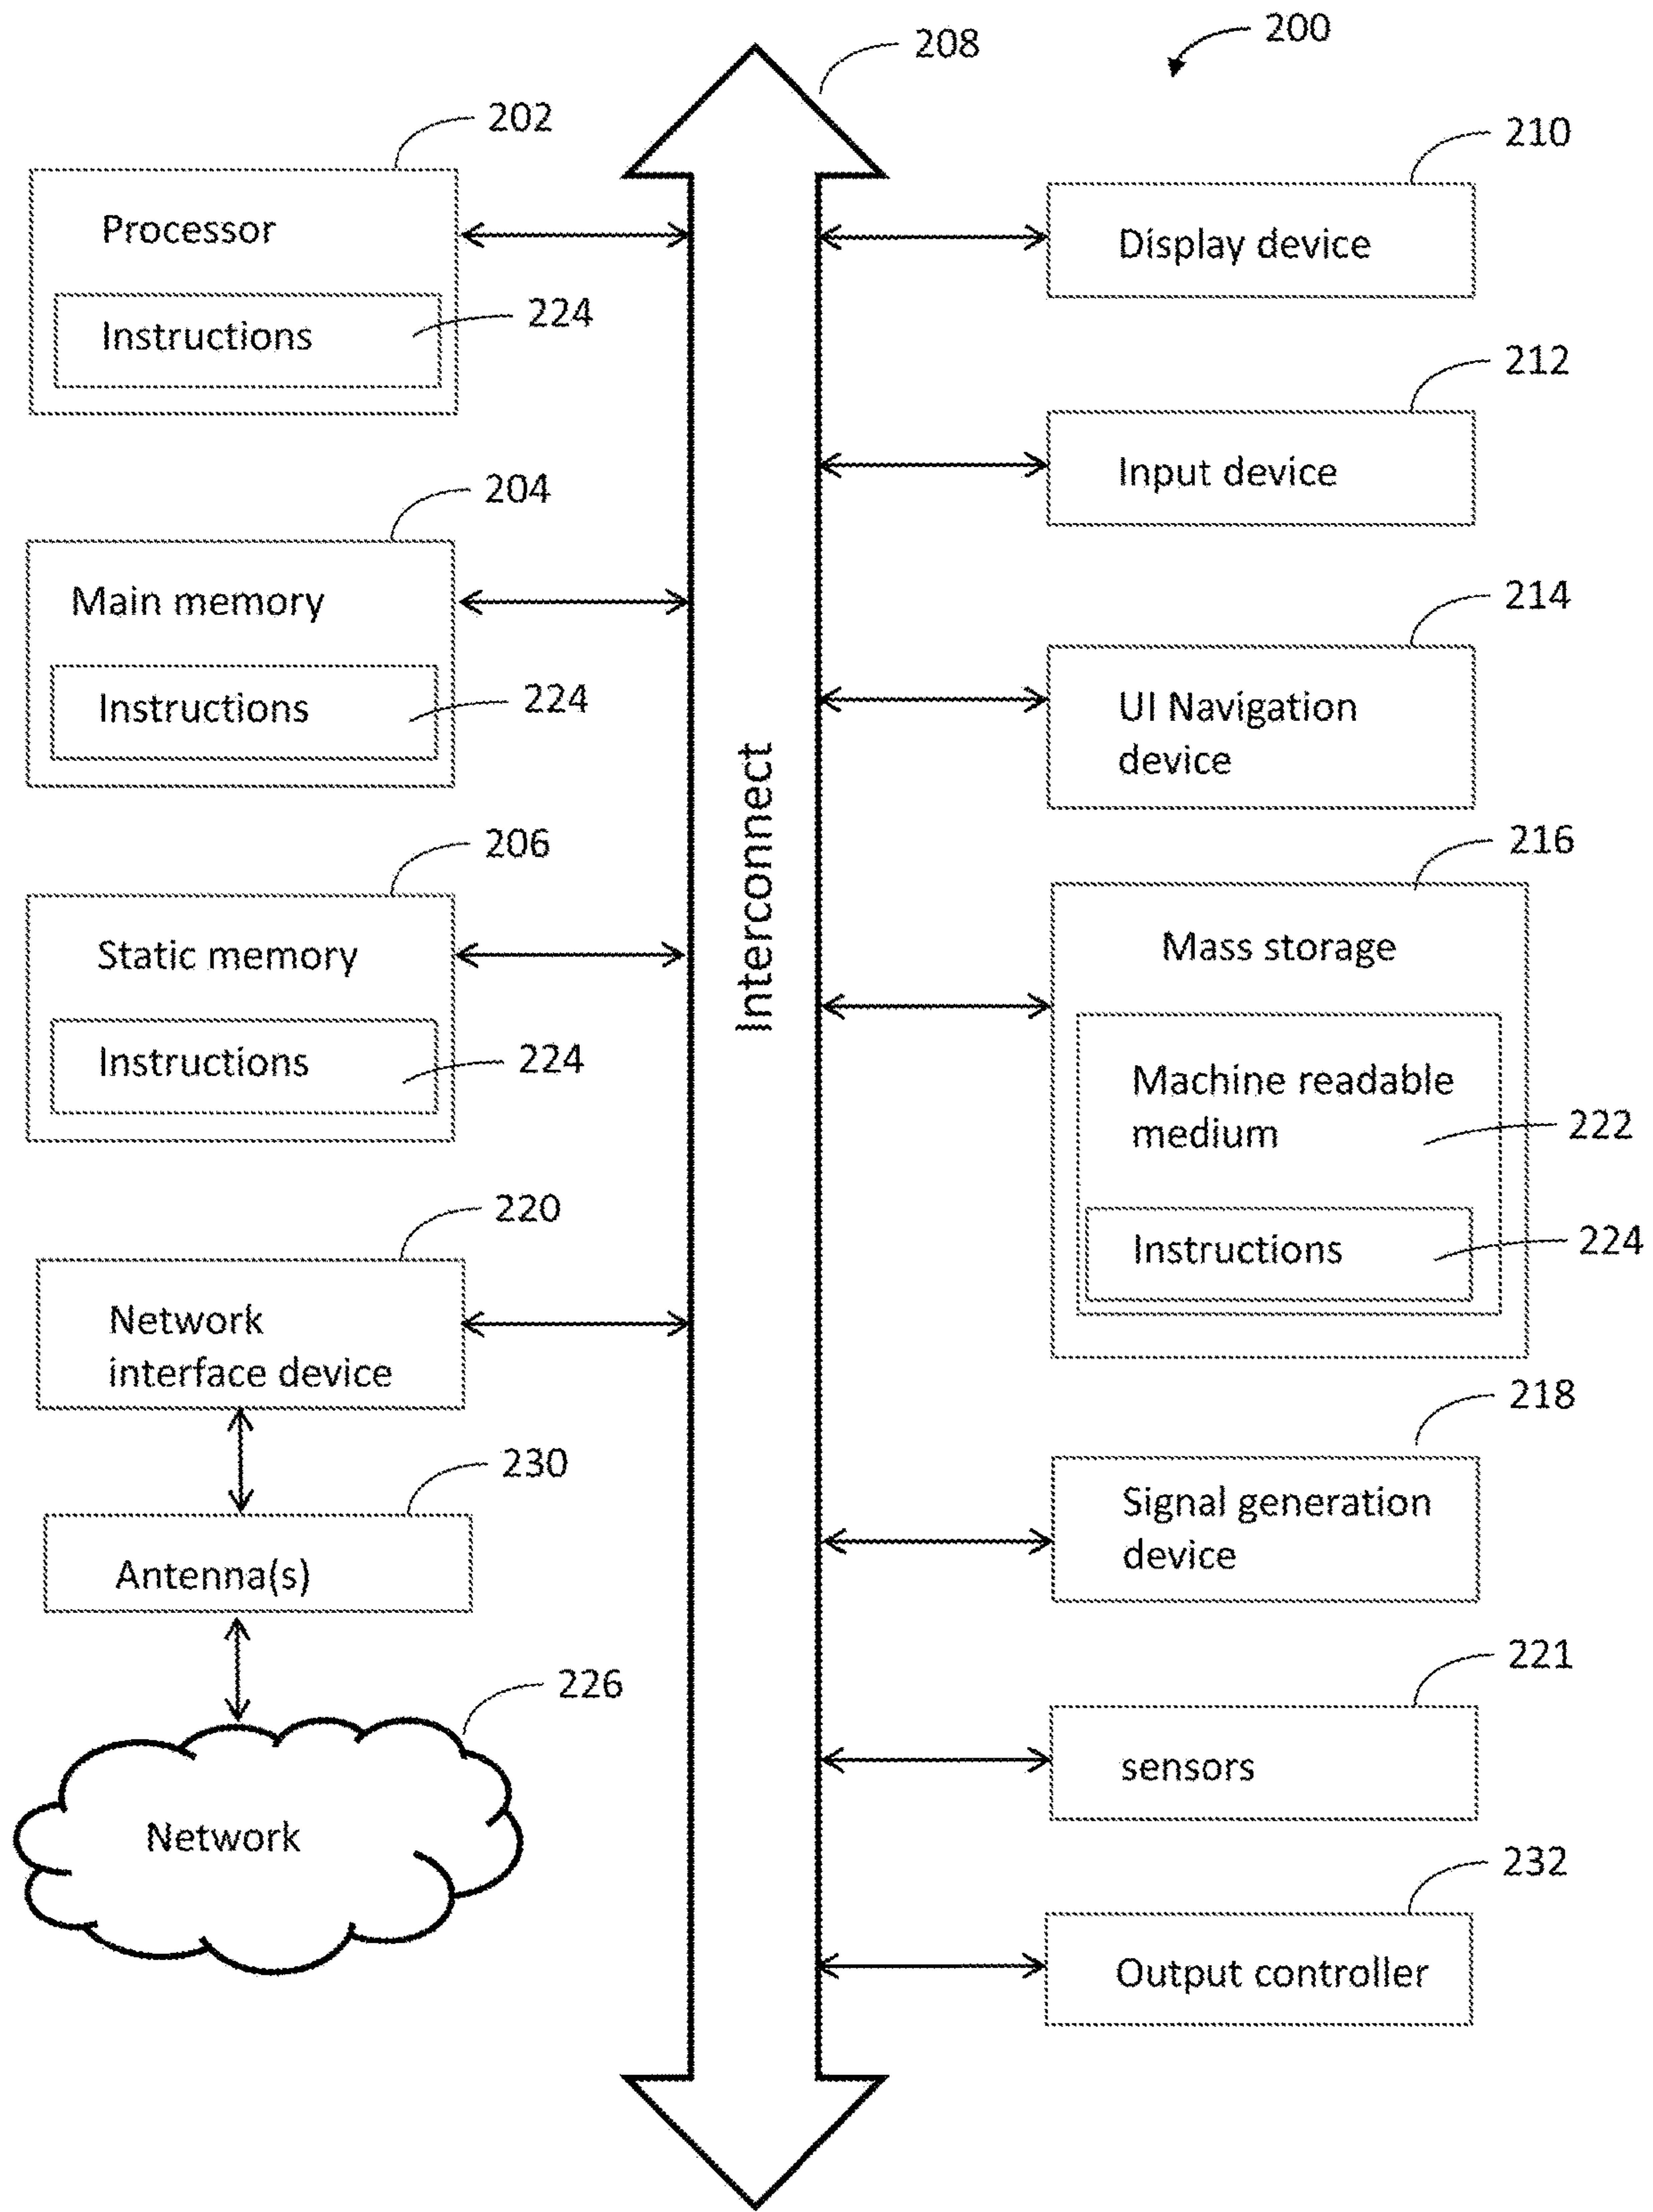 200
208
202
Processor
Instructions
224
204
Main memory
Instructions
224
206
Static memory
Instructions
224
220
Network
interface device
230
Antenna(s)
226
Network
Interconnect
210
Display device
212
Input device
214
UI Navigation
device
216
Mass storage
Machine readable
medium
222
Instructions
224
218
Signal generation
device
221
sensors
232
Output controller